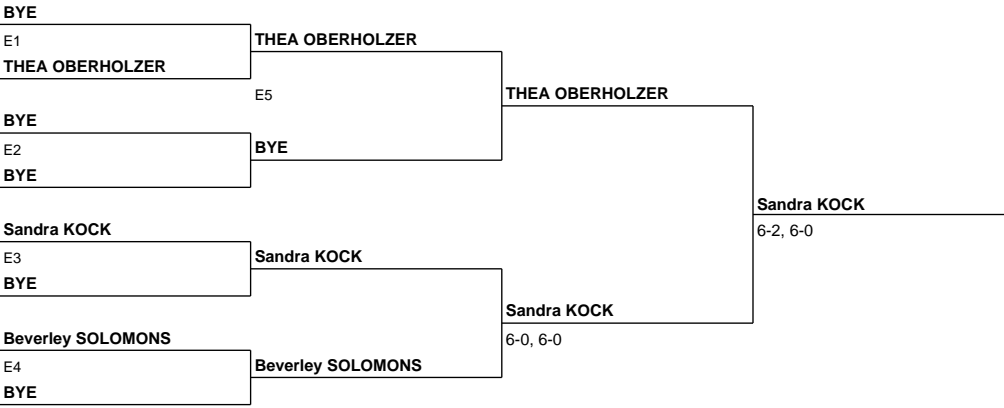 BYE
E1
THEA OBERHOLZER
THEA OBERHOLZER
E5
THEA OBERHOLZER
BYE
E2
BYE
BYE
Sandra KOCK
6-2, 6-0
Sandra KOCK
E3
BYE
Sandra KOCK
Sandra KOCK
6-0, 6-0
Beverley SOLOMONS
E4
BYE
Beverley SOLOMONS